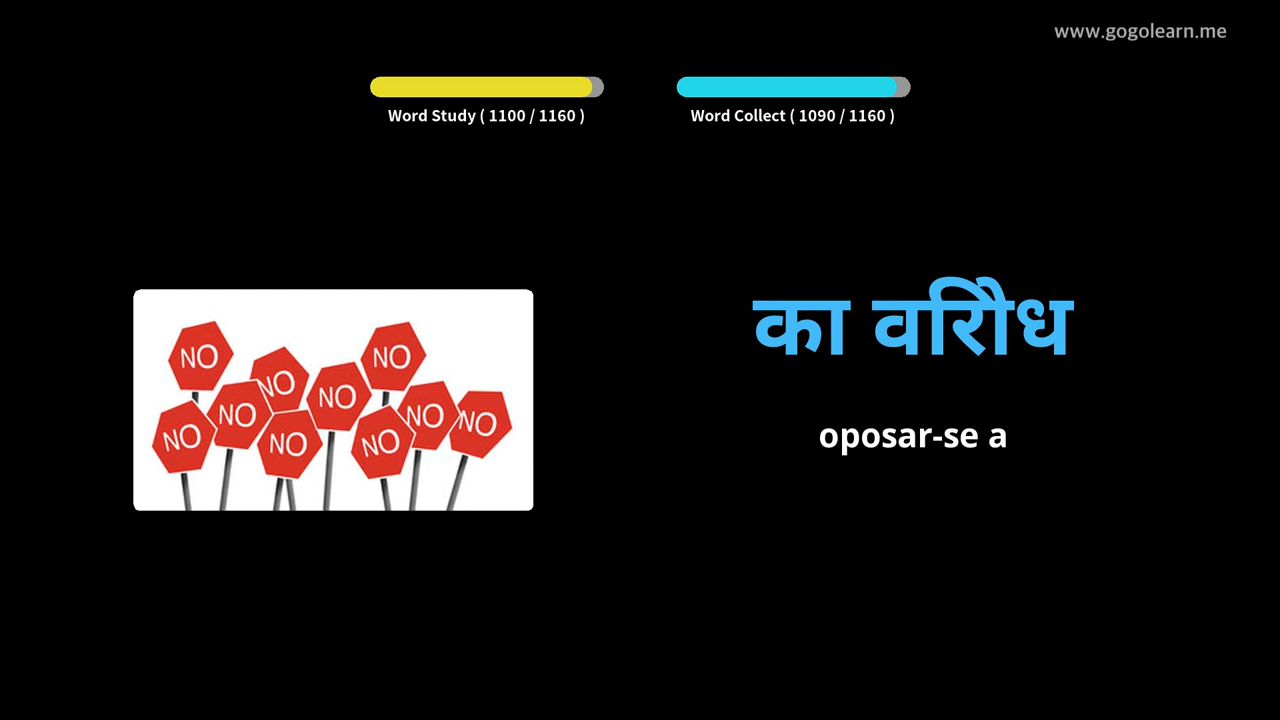 www.gogolearn.me
Word Study ( 1100 / 1160 )
Word Collect ( 1090 / 1160 )
NO
NO
NO
NO
NO
NO
NO
NO
NO
NO
का वरिोध
oposar-se a